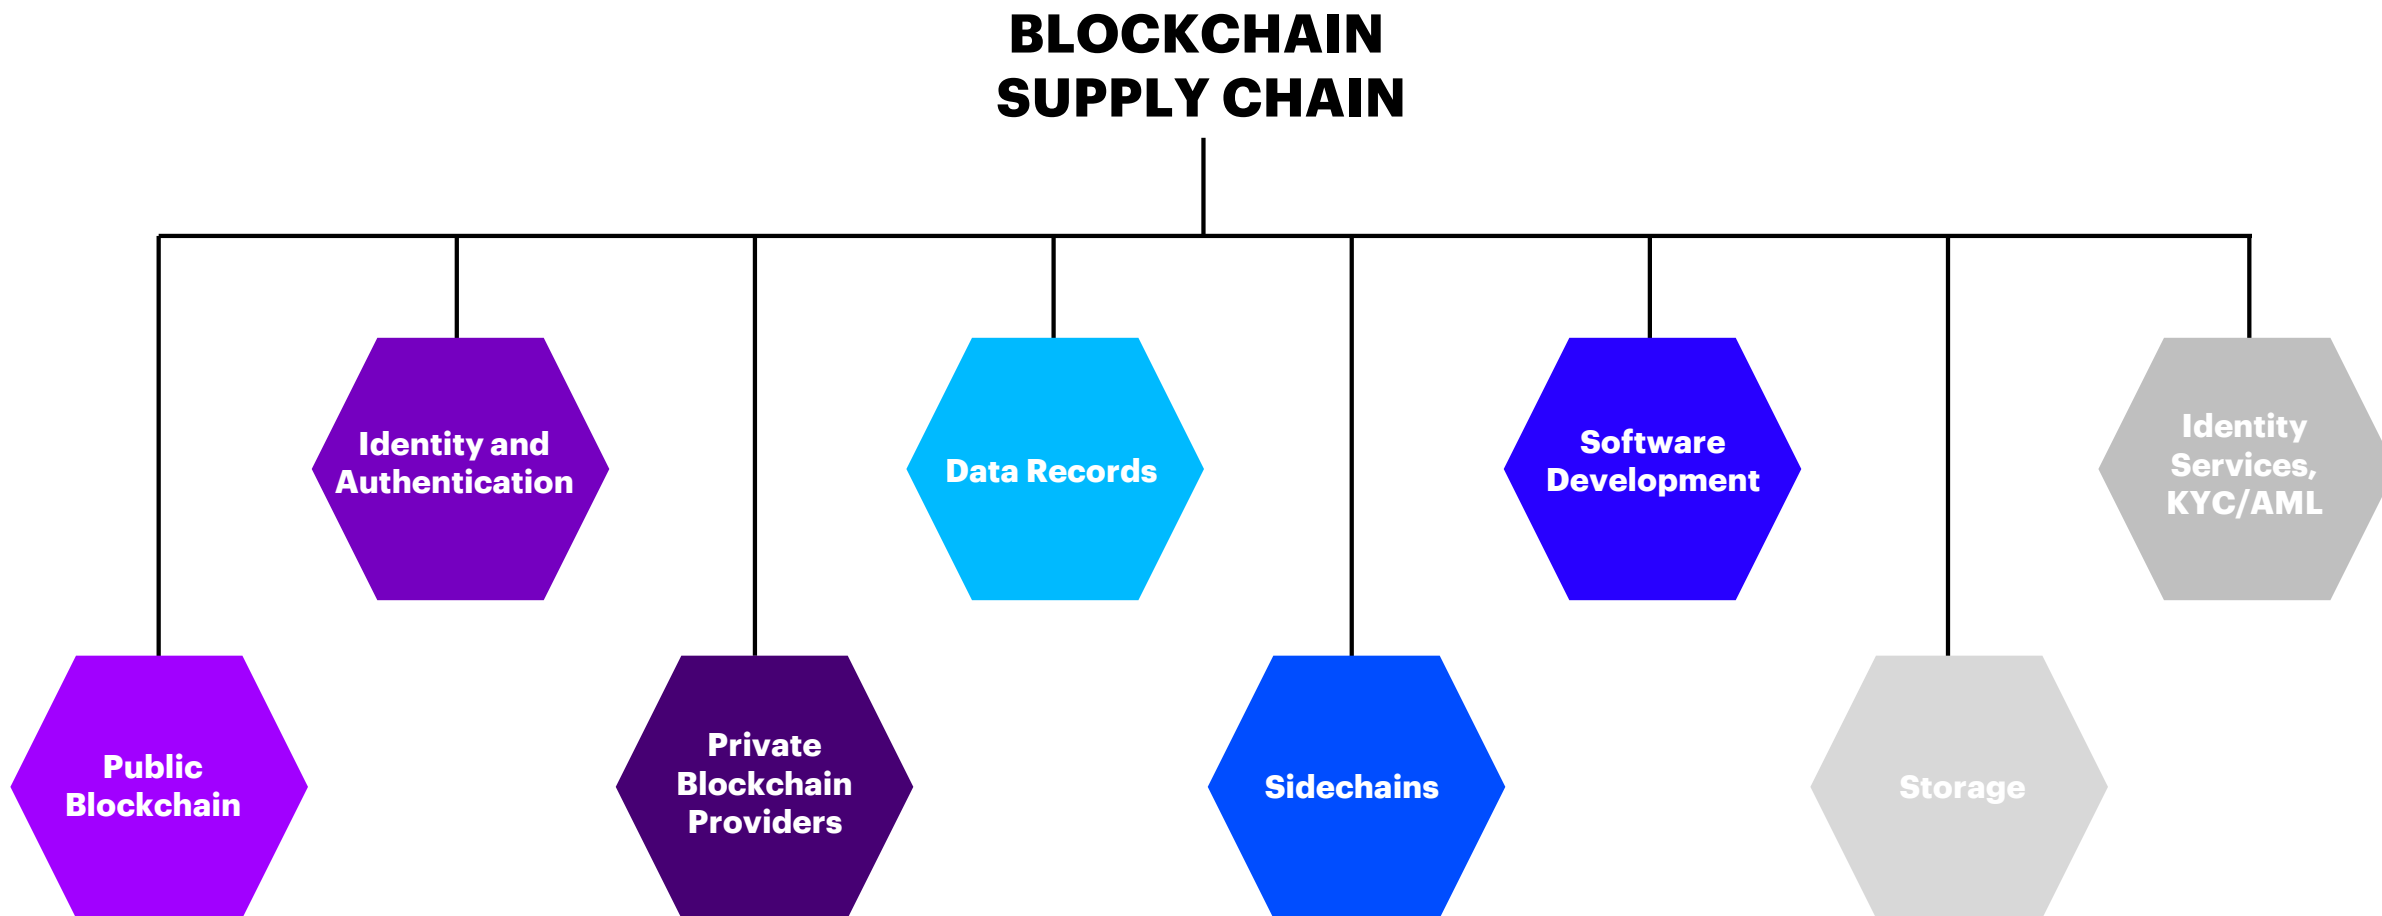 BLOCKCHAIN
SUPPLY CHAIN
Identity and
Authentication
Data Records
Software
Development
Identity
Services,
KYC/AML
Public
Blockchain
Private
Blockchain
Providers
Sidechains
Storage